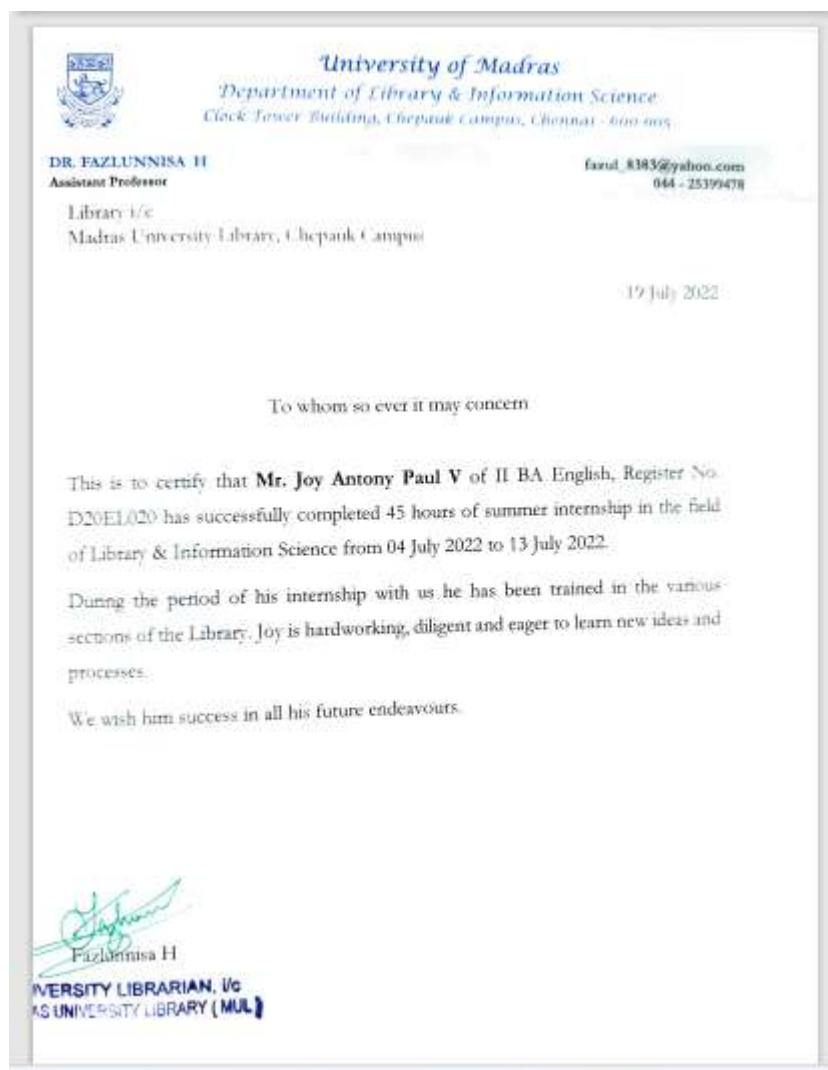 University of Madras
Department of Library & Information Science
Clock Tower Building, Chepauk Campus, Chennai - 600 005
DR. FAZLUNNISA H
Assistant Professor
fazul_8383@yahoo.com
044 - 25399478
Library i/c
Madras University Library, Chepauk Campus
19 July 2022
To whom so ever it may concern
This is to certify that Mr. Joy Antony Paul V of II BA English, Register No.
D20EL020 has successfully completed 45 hours of summer internship in the field
of Library & Information Science from 04 July 2022 to 13 July 2022.
During the period of his internship with us he has been trained in the various
sections of the Library. Joy is hardworking, diligent and eager to learn new ideas and
processes.
We wish him success in all his future endeavours.
Fazlunnisa H
IVERSITY LIBRARIAN, i/c
AS UNIVERSITY LIBRARY ( MUL )